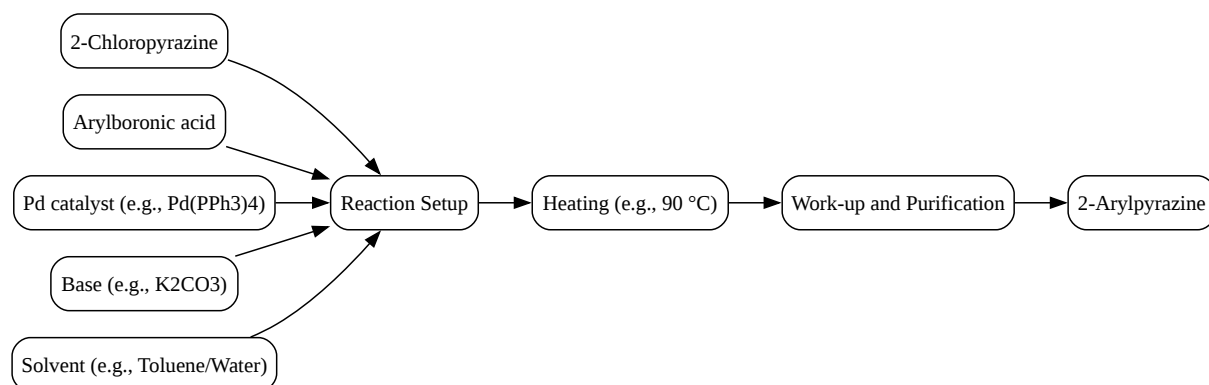 2-Chloropyrazine
Arylboronic acid
Pd catalyst (e.g., Pd(PPh3)4)
Base (e.g., K2CO3)
Solvent (e.g., Toluene/Water)
Reaction Setup
Heating (e.g., 90 °C)
Work-up and Purification
2-Arylpyrazine